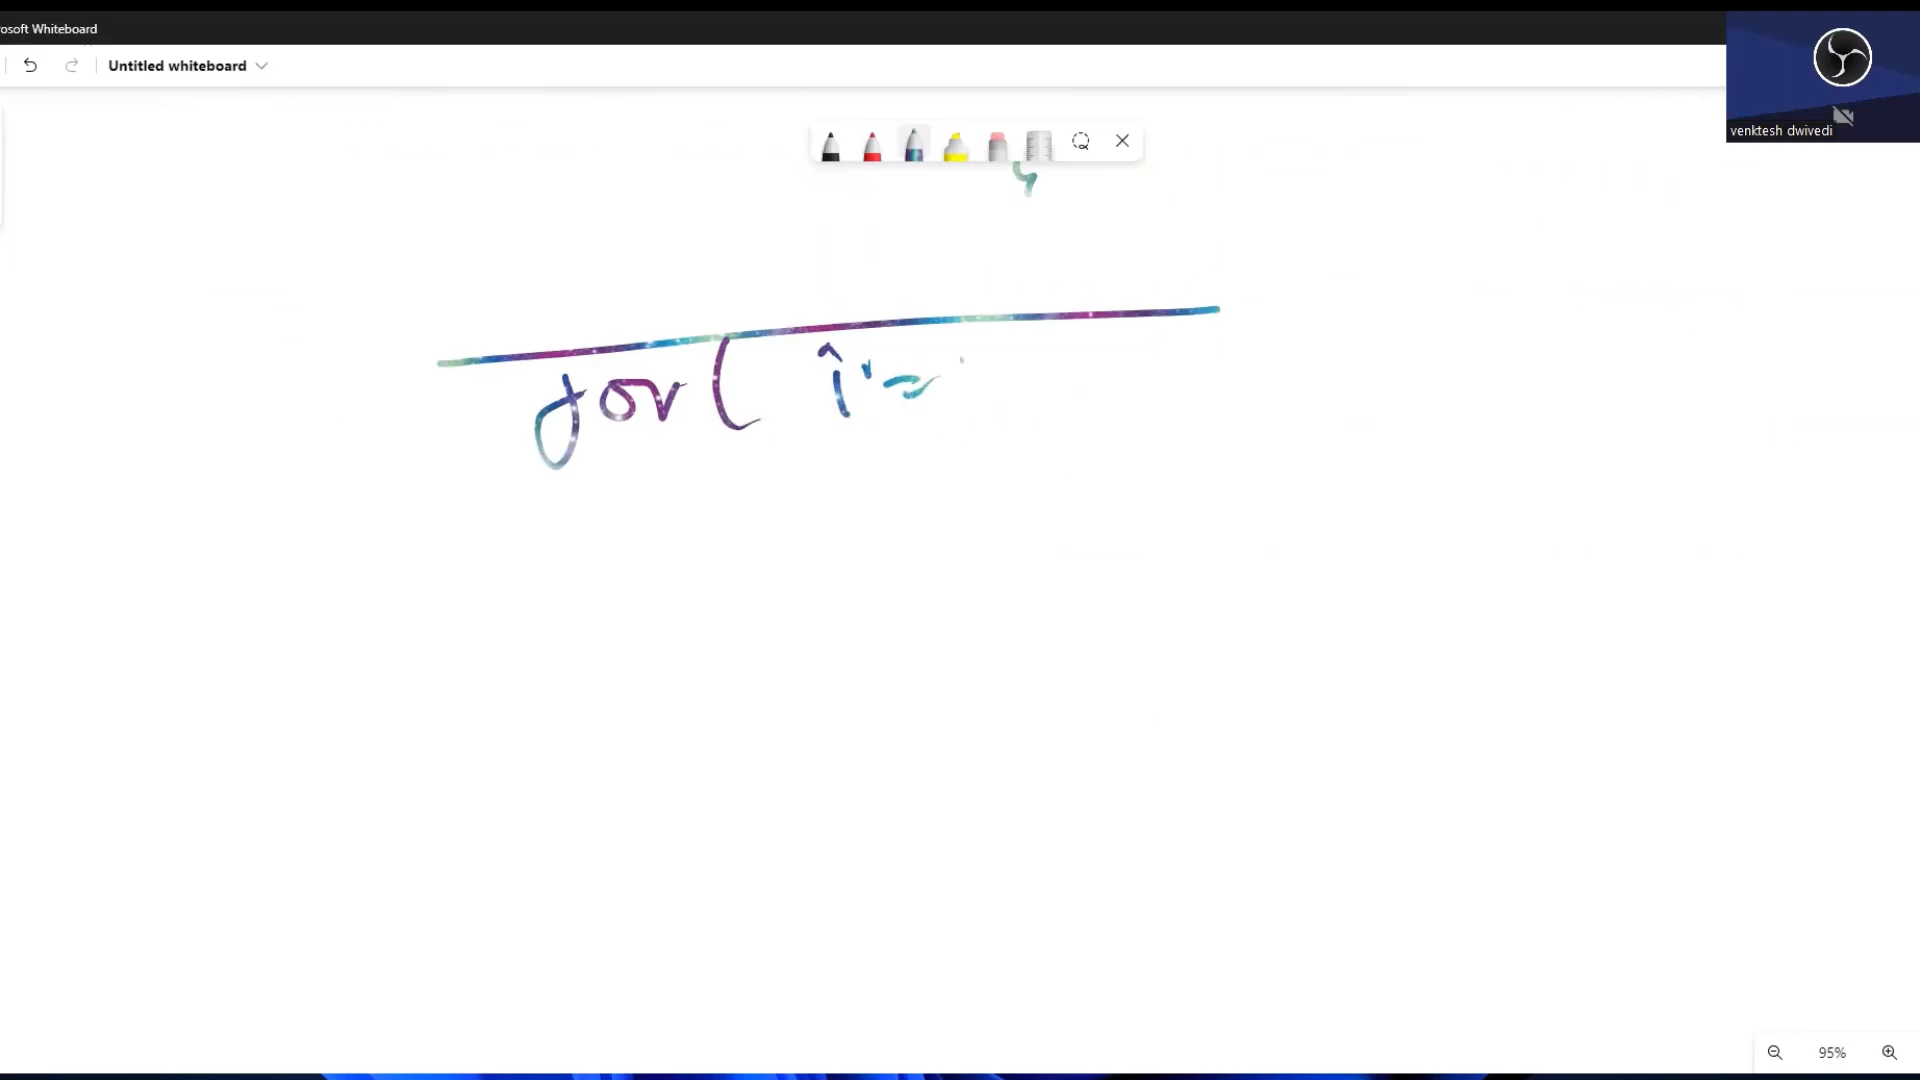 osoft Whiteboard
Untitled whiteboard
venktesh dwivedi
for( i =
95%